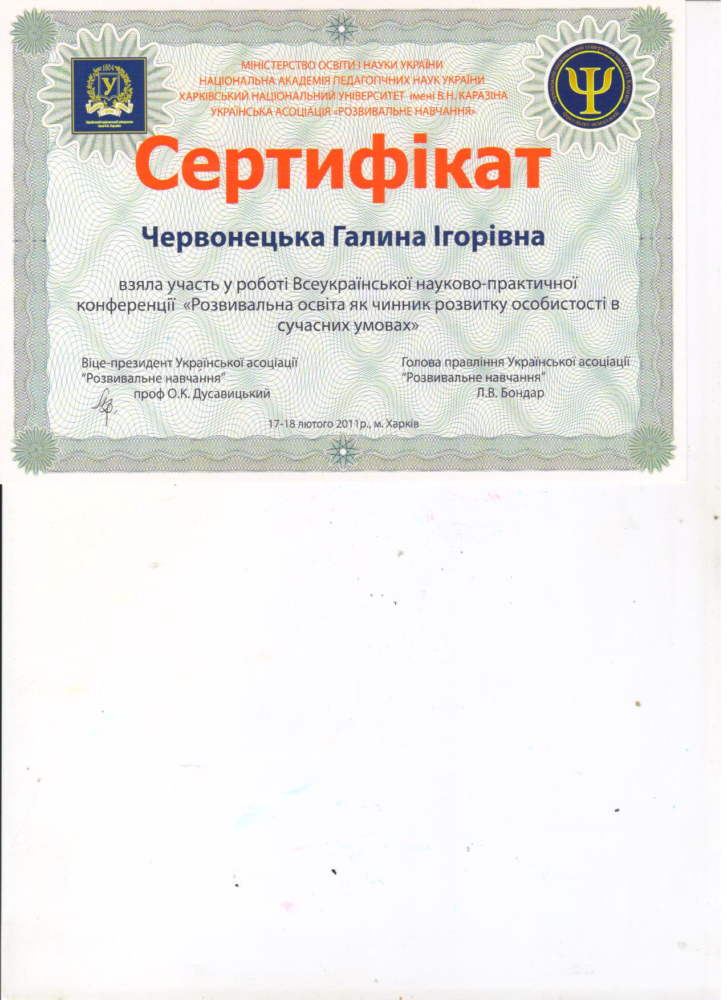 МІНІСТЕРСТВО ОСВІТИ І НАУКИ УКРАЇНИ
НАЦІОНАЛЬНА АКАДЕМІЯ ПЕДАГОГІЧНИХ НАУК УКРАЇНИ
ХАРКІВСЬКИЙ НАЦІОНАЛЬНИЙ УНІВЕРСИТЕТ імені В.Н. КАРАЗІНА
УКРАЇНСЬКА АСОЦІАЦІЯ «РОЗВИВАЛЬНЕ НАВЧАННЯ»
1804
У
Харківський національний університет
імені В.Н. Каразіна
Харківський національний університет імені В.Н. Каразіна
Ψ
Факультет психології
Сертифікат
Червонецька Галина Ігорівна
взяла участь у роботі Всеукраїнської науково-практичної
конференції «Розвивальна освіта як чинник розвитку особистості в
сучасних умовах»
Віце-президент Української асоціації
“Розвивальне навчання”
проф О.К. Дусавицький
Голова правління Української асоціації
“Розвивальне навчання”
Л.В. Бондар
17-18 лютого 2011р., м. Харків